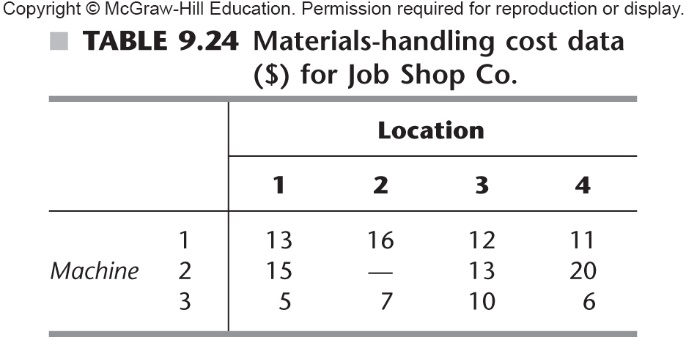 Copyright © McGraw-Hill Education. Permission required for reproduction or display.
TABLE 9.24 Materials-handling cost data
($) for Job Shop Co.
Location
1 2 3 4
1 13 16 12 11
Machine 2 15 — 13 20
3 5 7 10 6